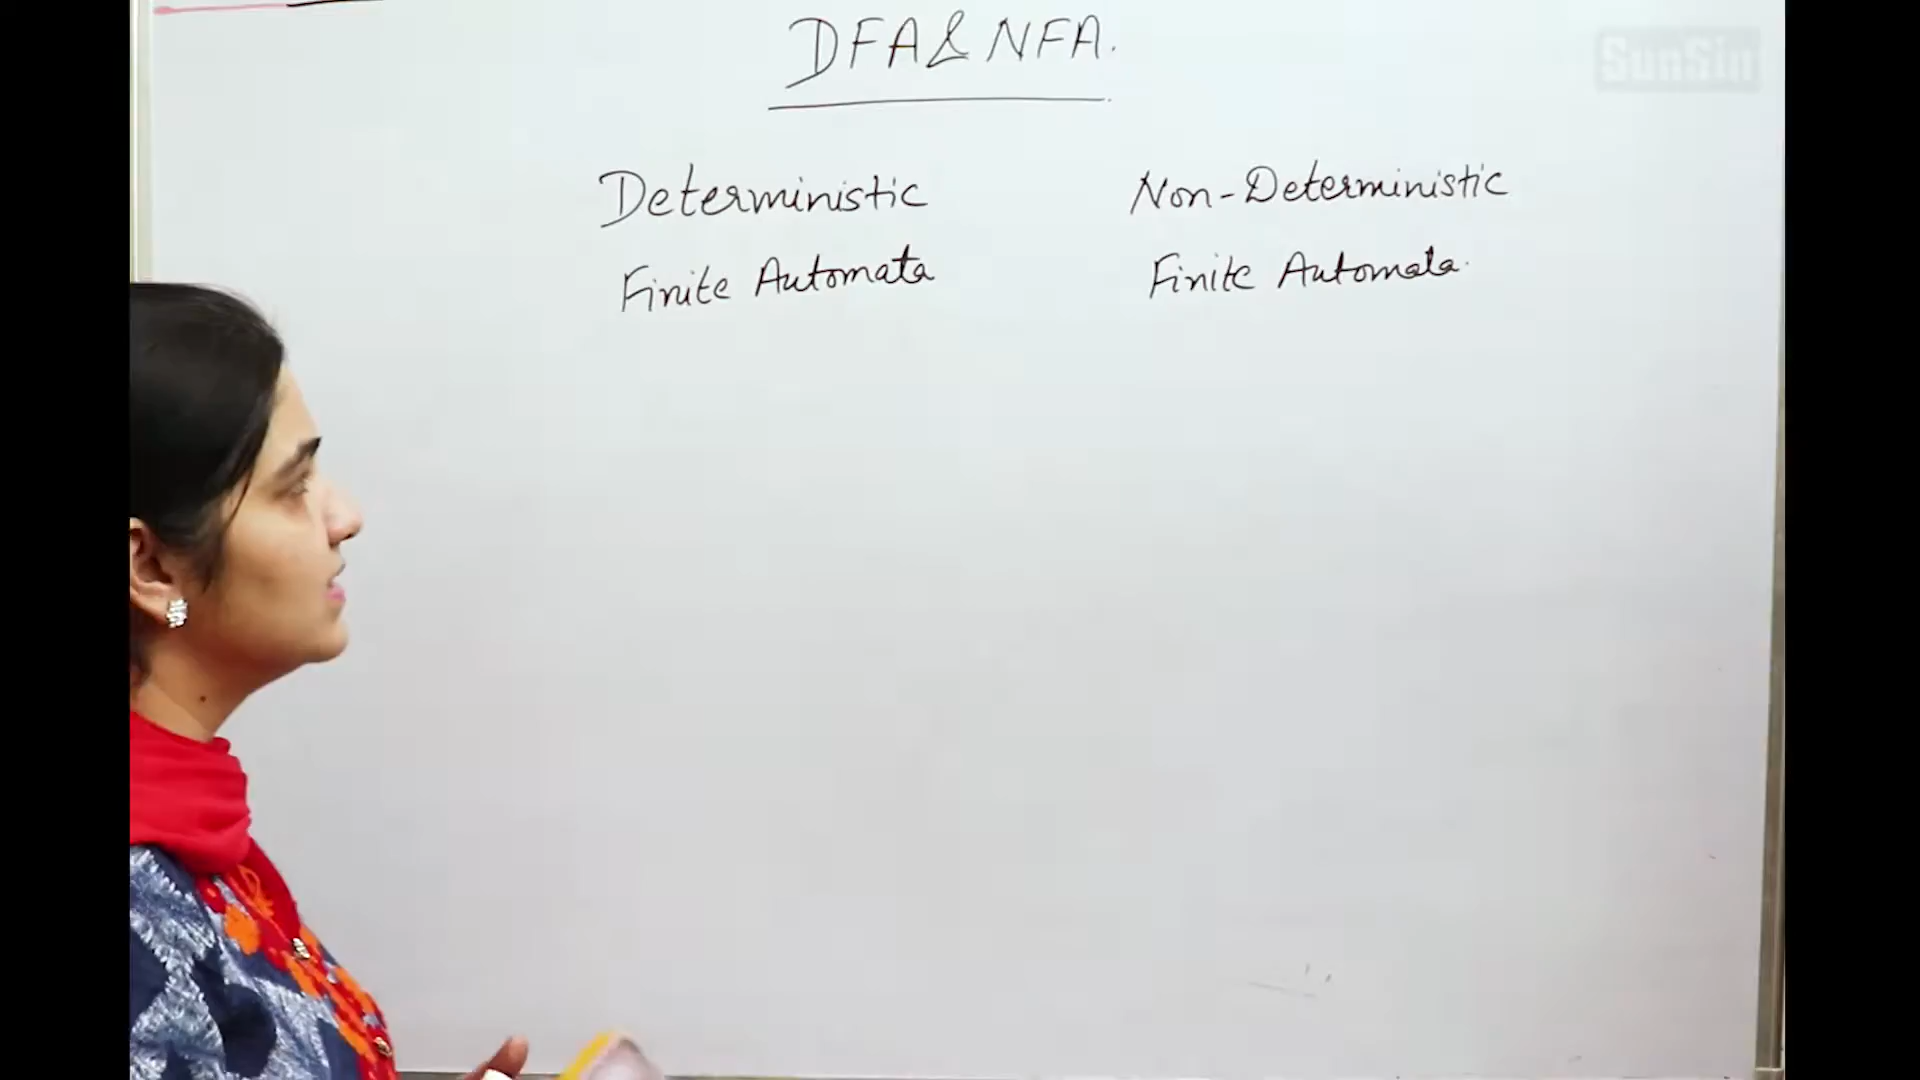 DFA & NFA.
SunSin
Deterministic
Finite Automata
Non-Deterministic
Finite Automata.